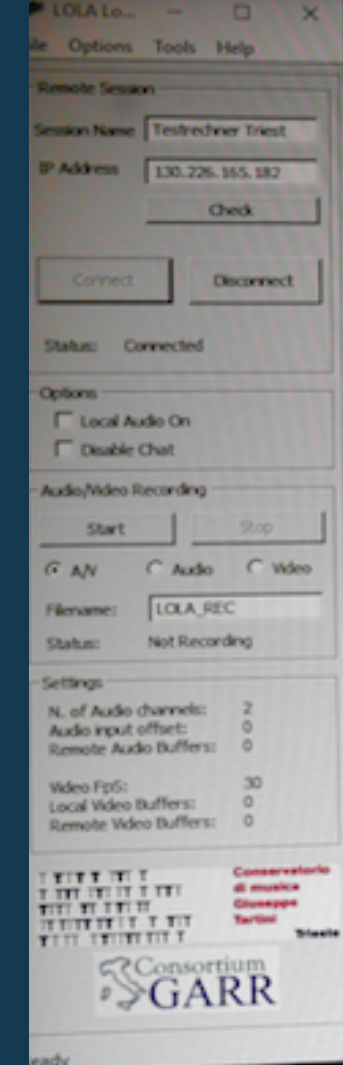 LOLA Lo...
ile Options Tools Help
Remote Session
Session Name Testrechner Triest
IP Address 130.226.165.182
Check
Connect Disconnect
Status: Connected
Options
Local Audio On
Disable Chat
Audio/Video Recording
Start Stop
A/V Audio Video
Filename: LOLA_REC
Status: Not Recording
Settings
N. of Audio channels: 2
Audio input offset: 0
Remote Audio Buffers: 0
Video FpS: 30
Local Video Buffers: 0
Remote Video Buffers: 0
Conservatorio
di musica
Giuseppe
Tartini
Trieste
Consortium
GARR
eady